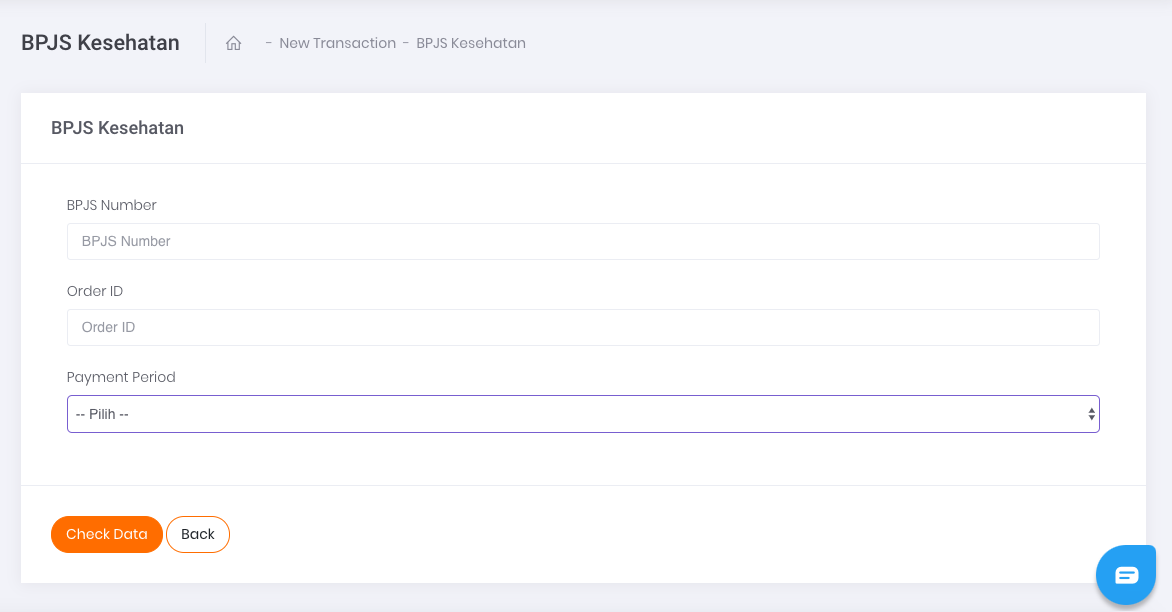 BPJS Kesehatan - New Transaction - BPJS Kesehatan
BPJS Kesehatan
BPJS Number
BPJS Number
Order ID
Order ID
Payment Period
-- Pilih --
Check Data Back